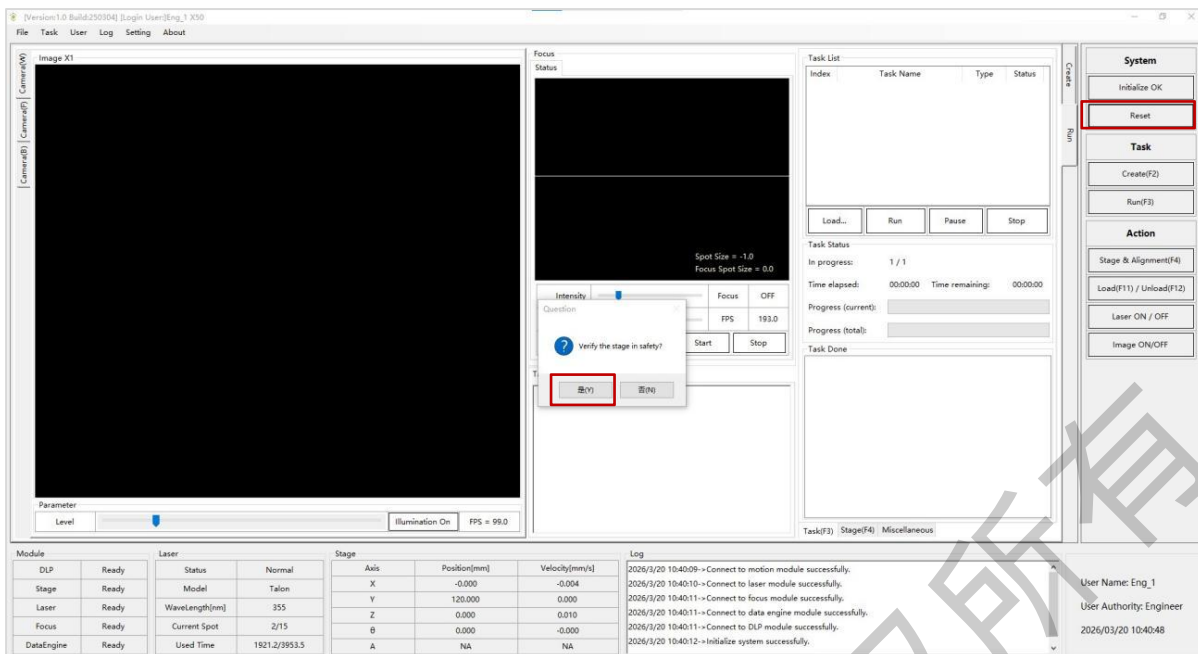 [Version:1.0 Build:250304] [Login User:]Eng_1 X50
File Task User Log Setting About
Camera(W)
Camera(F)
Camera(B)
Image X1
Parameter
Level
Illumination On
FPS = 99.0
Focus
Status
Spot Size = -1.0
Focus Spot Size = 0.0
Intensity Focus OFF
FPS 193.0
Start Stop
Question
Verify the stage in safety?
是(Y) 否(N)
Task List
Index Task Name Type Status
Load... Run Pause Stop
Task Status
In progress: 1 / 1
Time elapsed: 00:00:00 Time remaining: 00:00:00
Progress (current):
Progress (total):
Task Done
Task(F3) Stage(F4) Miscellaneous
Create
Run
System
Initialize OK
Reset
Task
Create(F2)
Run(F3)
Action
Stage & Alignment(F4)
Load(F11) / Unload(F12)
Laser ON / OFF
Image ON/OFF
Module
DLP Ready
Stage Ready
Laser Ready
Focus Ready
DataEngine Ready
Laser
Status Normal
Model Talon
WaveLength[nm] 355
Current Spot 2/15
Used Time 1921.2/3953.5
Stage
Axis Position[mm] Velocity[mm/s]
X -0.000 -0.004
Y 120.000 0.000
Z 0.000 0.010
θ 0.000 -0.000
A NA NA
Log
2026/3/20 10:40:09->Connect to motion module successfully.
2026/3/20 10:40:10->Connect to laser module successfully.
2026/3/20 10:40:11->Connect to focus module successfully.
2026/3/20 10:40:11->Connect to data engine module successfully.
2026/3/20 10:40:11->Connect to DLP module successfully.
2026/3/20 10:40:12->Initialize system successfully.
User Name: Eng_1
User Authority: Engineer
2026/03/20 10:40:48
所有